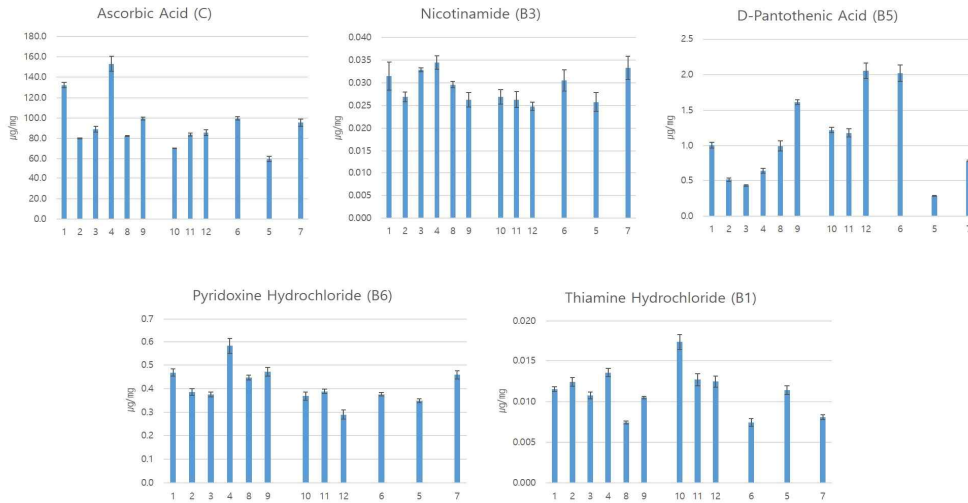 Ascorbic Acid (C)
180.0
160.0
140.0
120.0
100.0
80.0
60.0
40.0
20.0
0.0
µg/mg
1 2 3 4 8 9 10 11 12 6 5 7
Nicotinamide (B3)
0.040
0.035
0.030
0.025
0.020
0.015
0.010
0.005
0.000
µg/mg
1 2 3 4 8 9 10 11 12 6 5 7
D-Pantothenic Acid (B5)
2.5
2.0
1.5
1.0
0.5
0.0
µg/mg
1 2 3 4 8 9 10 11 12 6 5 7
Pyridoxine Hydrochloride (B6)
0.7
0.6
0.5
0.4
0.3
0.2
0.1
0.0
µg/mg
1 2 3 4 8 9 10 11 12 6 5 7
Thiamine Hydrochloride (B1)
0.020
0.015
0.010
0.005
0.000
µg/mg
1 2 3 4 8 9 10 11 12 6 5 7